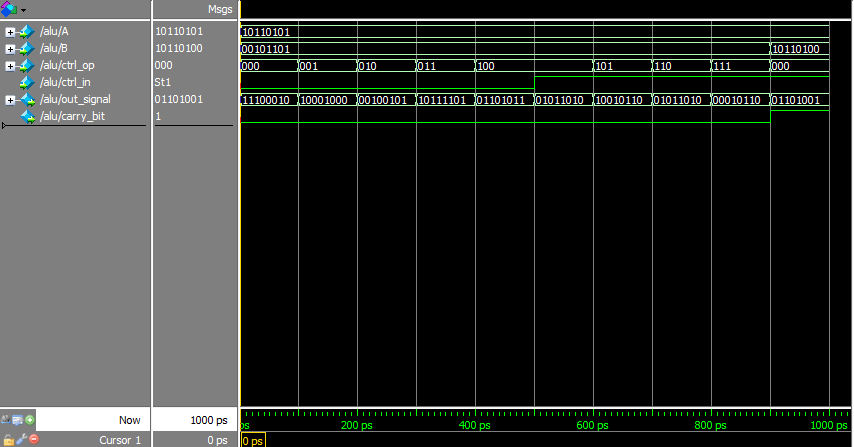 Msgs
/alu/A 10110101 10110101
/alu/B 10110100 00101101 10110100
/alu/ctrl_op 000 000 001 010 011 100 101 110 111 000
/alu/ctrl_in St1
/alu/out_signal 01101001 11100010 10001000 00100101 10111101 01101011 01011010 10010110 01011010 00010110 01101001
/alu/carry_bit 1
Now 1000 ps ps 200 ps 400 ps 600 ps 800 ps 1000 ps
Cursor 1 0 ps 0 ps